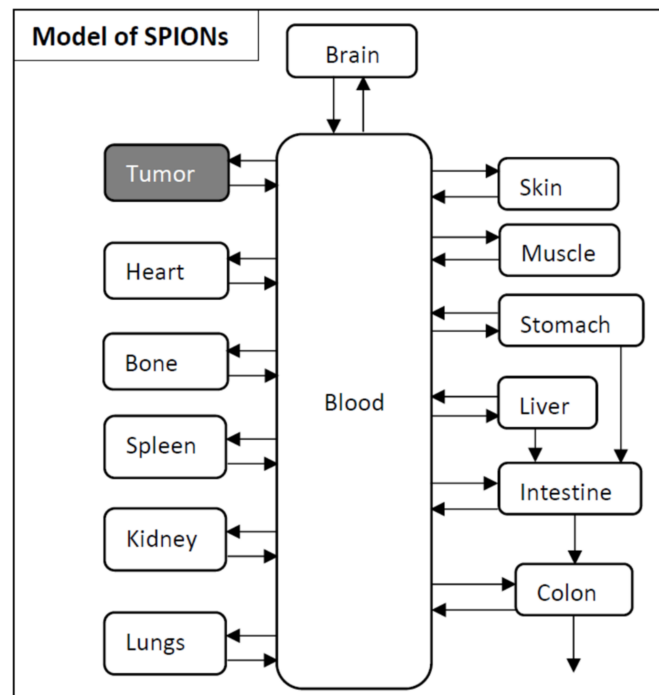 Model of SPIONs
Brain
Tumor
Skin
Heart
Muscle
Stomach
Bone
Blood
Liver
Spleen
Intestine
Kidney
Colon
Lungs